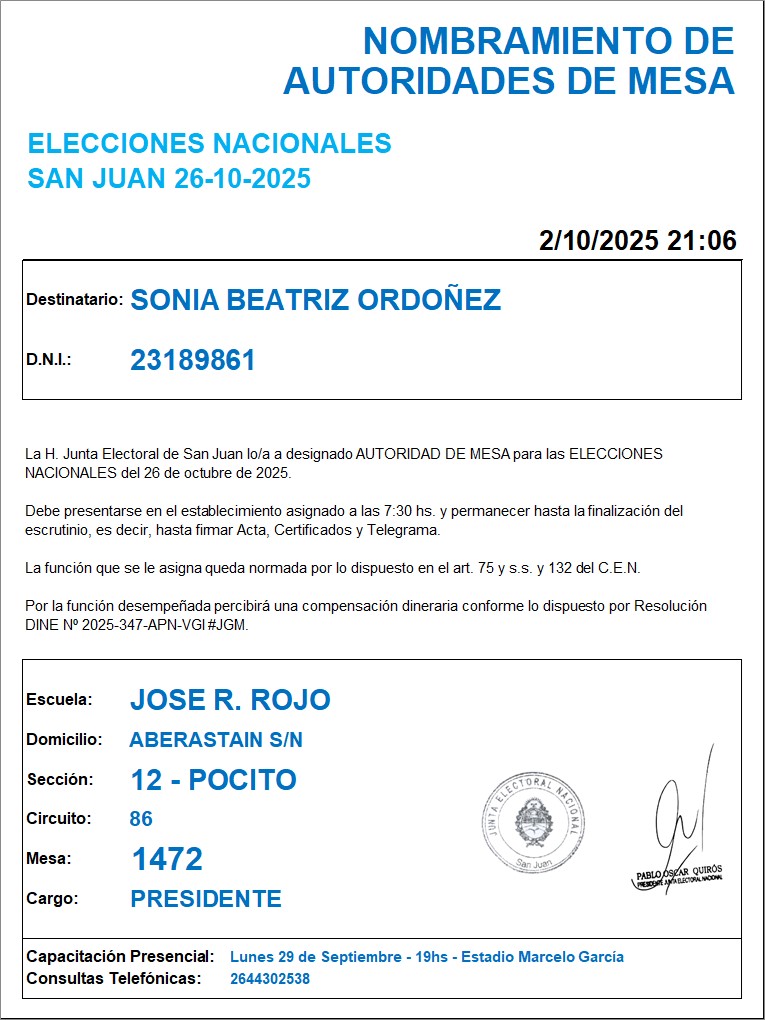 NOMBRAMIENTO DE
AUTORIDADES DE MESA
ELECCIONES NACIONALES
SAN JUAN 26-10-2025
2/10/2025 21:06
Destinatario: SONIA BEATRIZ ORDOÑEZ
D.N.I.: 23189861
La H. Junta Electoral de San Juan lo/a a designado AUTORIDAD DE MESA para las ELECCIONES
NACIONALES del 26 de octubre de 2025.
Debe presentarse en el establecimiento asignado a las 7:30 hs. y permanecer hasta la finalización del
escrutinio, es decir, hasta firmar Acta, Certificados y Telegrama.
La función que se le asigna queda normada por lo dispuesto en el art. 75 y s.s. y 132 del C.E.N.
Por la función desempeñada percibirá una compensación dineraria conforme lo dispuesto por Resolución
DINE Nº 2025-347-APN-VGI#JGM.
Escuela: JOSE R. ROJO
Domicilio: ABERASTAIN S/N
Sección: 12 - POCITO
Circuito: 86
Mesa: 1472
Cargo: PRESIDENTE
JUNTA ELECTORAL NACIONAL
San Juan
PABLO OSCAR QUIRÓS
PRESIDENTE JUNTA ELECTORAL NACIONAL
Capacitación Presencial: Lunes 29 de Septiembre - 19hs - Estadio Marcelo García
Consultas Telefónicas: 2644302538